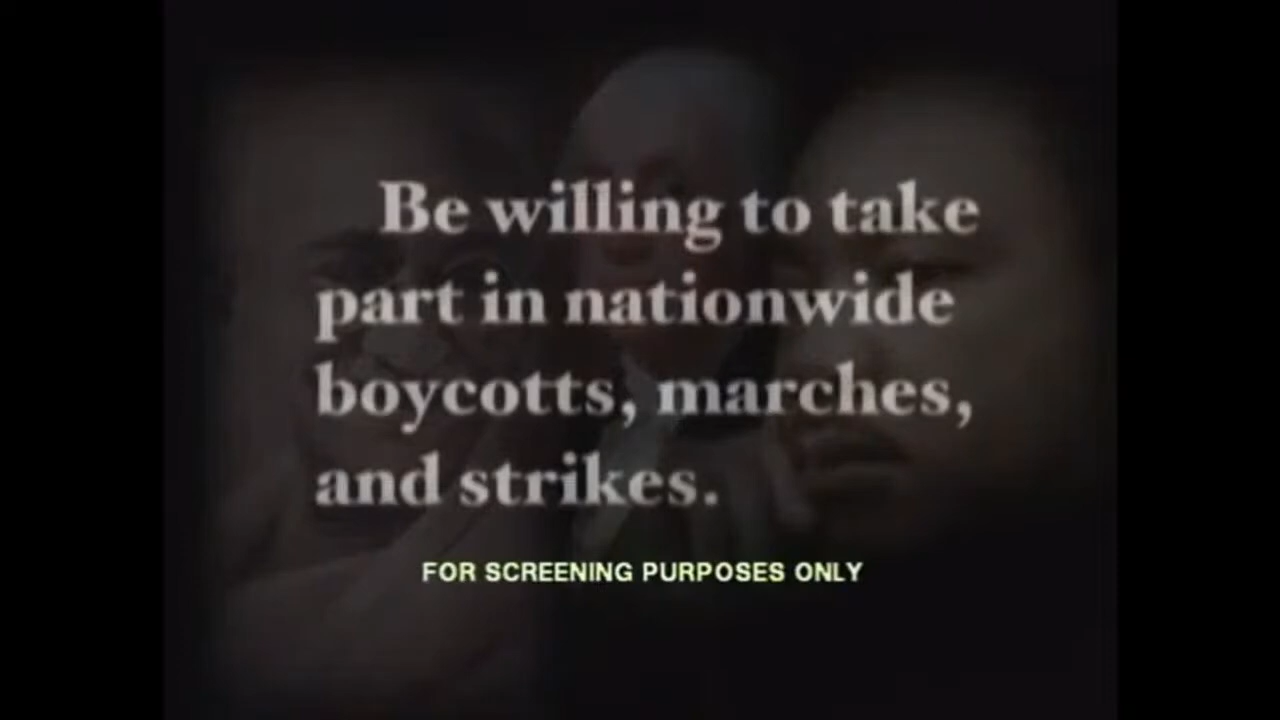 Be willing to take
part in nationwide
boycotts, marches,
and strikes.
FOR SCREENING PURPOSES ONLY